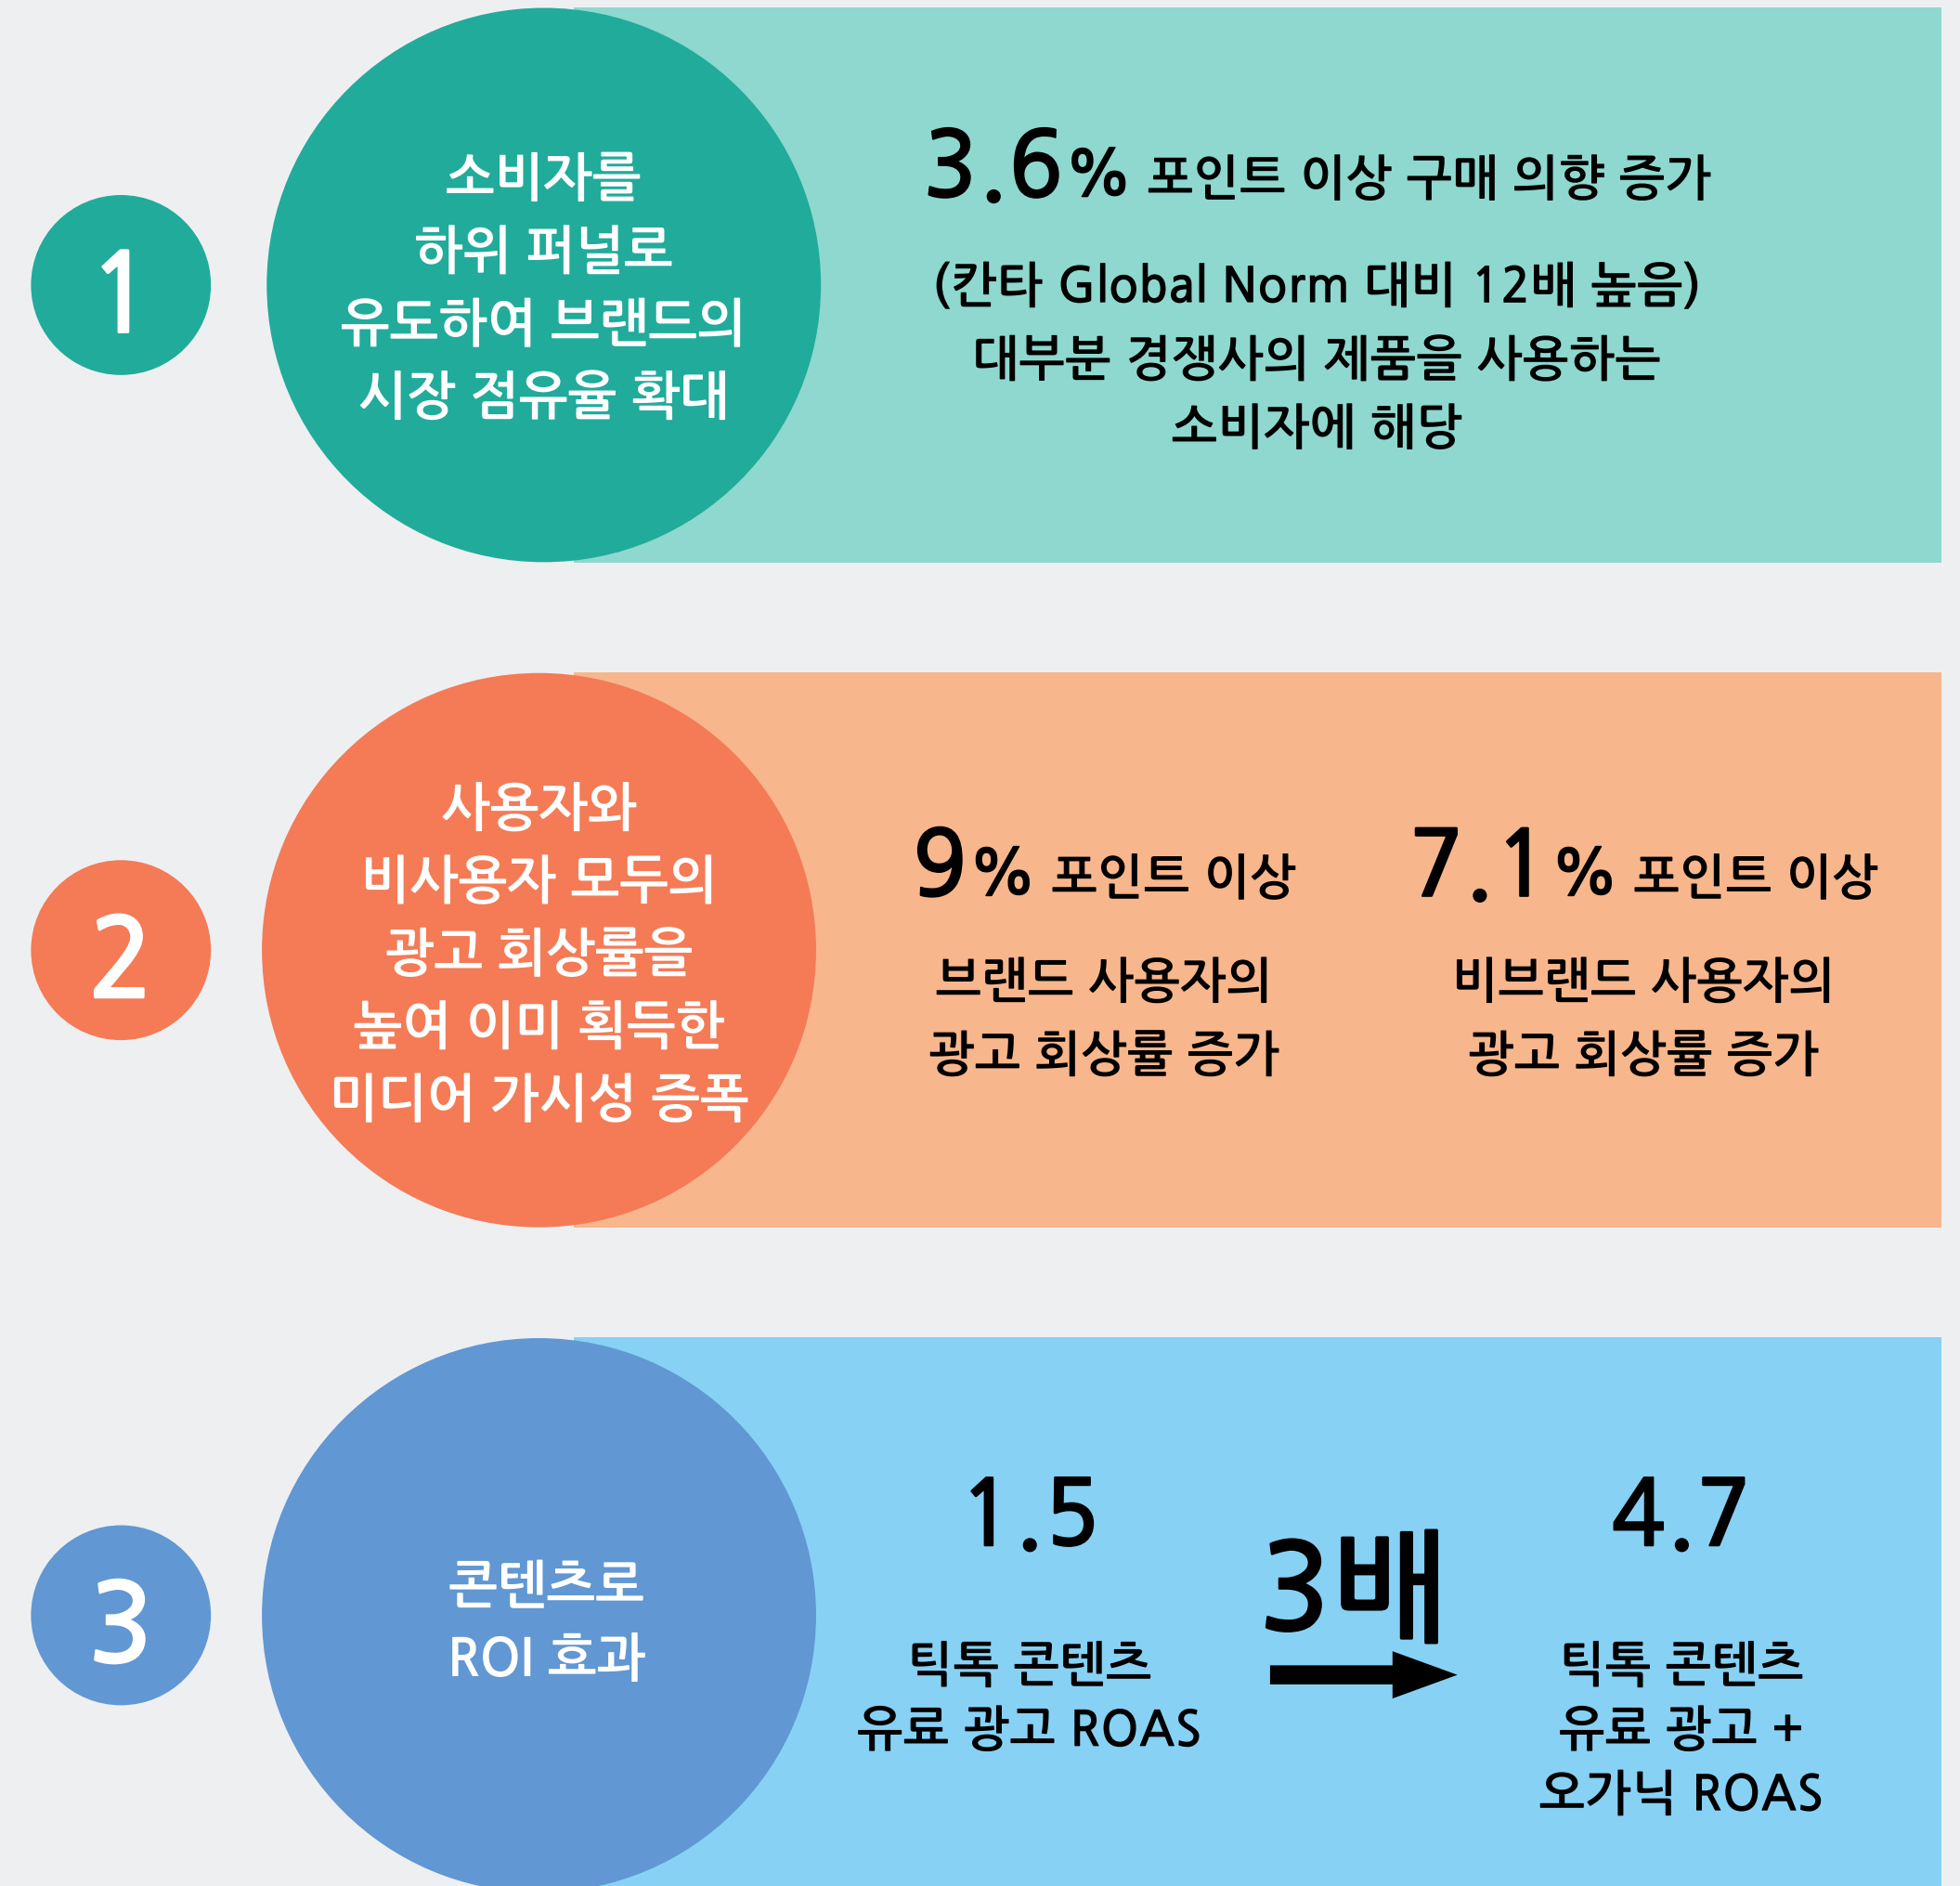 1
소비자를
하위 퍼널로
유도하여 브랜드의
시장 점유율 확대
3.6% 포인트 이상 구매 의향 증가
(칸타 Global Norm 대비 12배 높음)
대부분 경쟁사의 제품을 사용하는
소비자에 해당
2
사용자와
비사용자 모두의
광고 회상률을
높여 이미 획득한
미디어 가시성 증폭
9% 포인트 이상
브랜드 사용자의
광고 회상률 증가
7.1% 포인트 이상
비브랜드 사용자의
광고 회상률 증가
3
콘텐츠로
ROI 초과
1.5
틱톡 콘텐츠
유료 광고 ROAS
3배
4.7
틱톡 콘텐츠
유료 광고 +
오가닉 ROAS